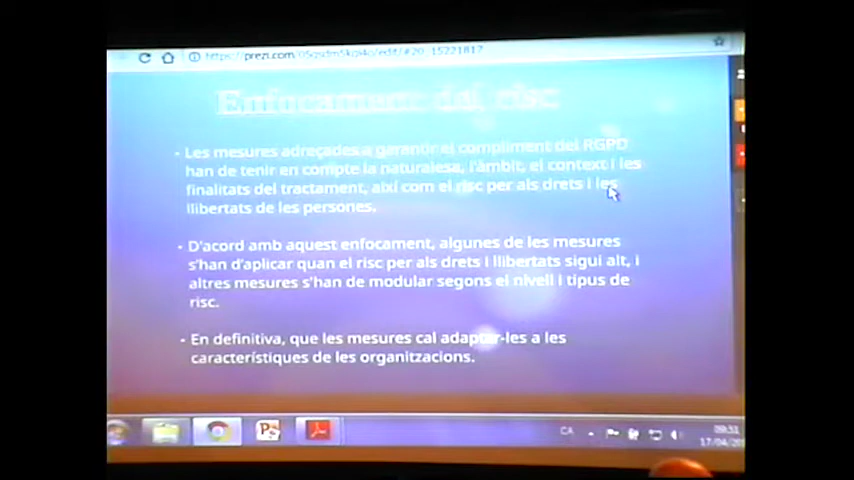 Enfocament del risc
· Les mesures adreçades a garantir el compliment del RGPD
han de tenir en compte la naturalesa, l'àmbit, el context i les
finalitats del tractament, així com el risc per als drets i les
llibertats de les persones.
· D'acord amb aquest enfocament, algunes de les mesures
s'han d'aplicar quan el risc per als drets i llibertats sigui alt, i
altres mesures s'han de modular segons el nivell i tipus de
risc.
· En definitiva, que les mesures cal adaptar-les a les
característiques de les organitzacions.
CA
09:31